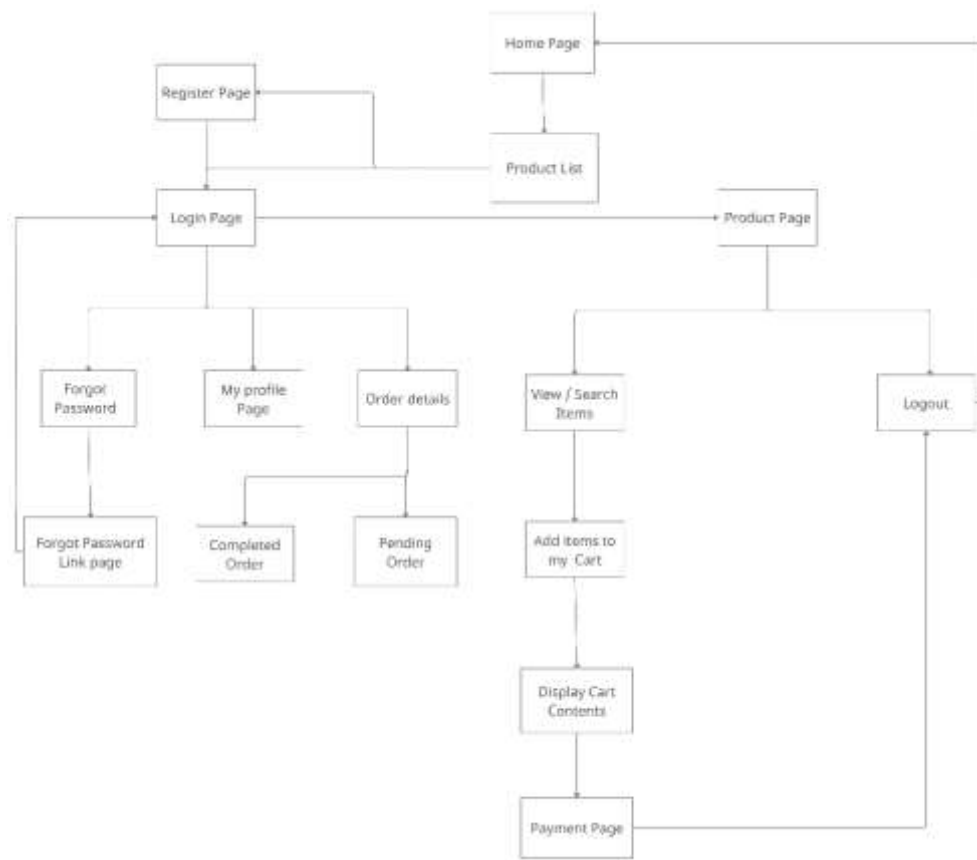 Home Page
Register Page
Product List
Login Page
Product Page
Forgot
Password
My profile
Page
Order details
View / Search
Items
Logout
Forgot Password
Link page
Completed
Order
Pending
Order
Add items to
my Cart
Display Cart
Contents
Payment Page